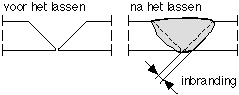 voor het lassen
na het lassen
inbranding